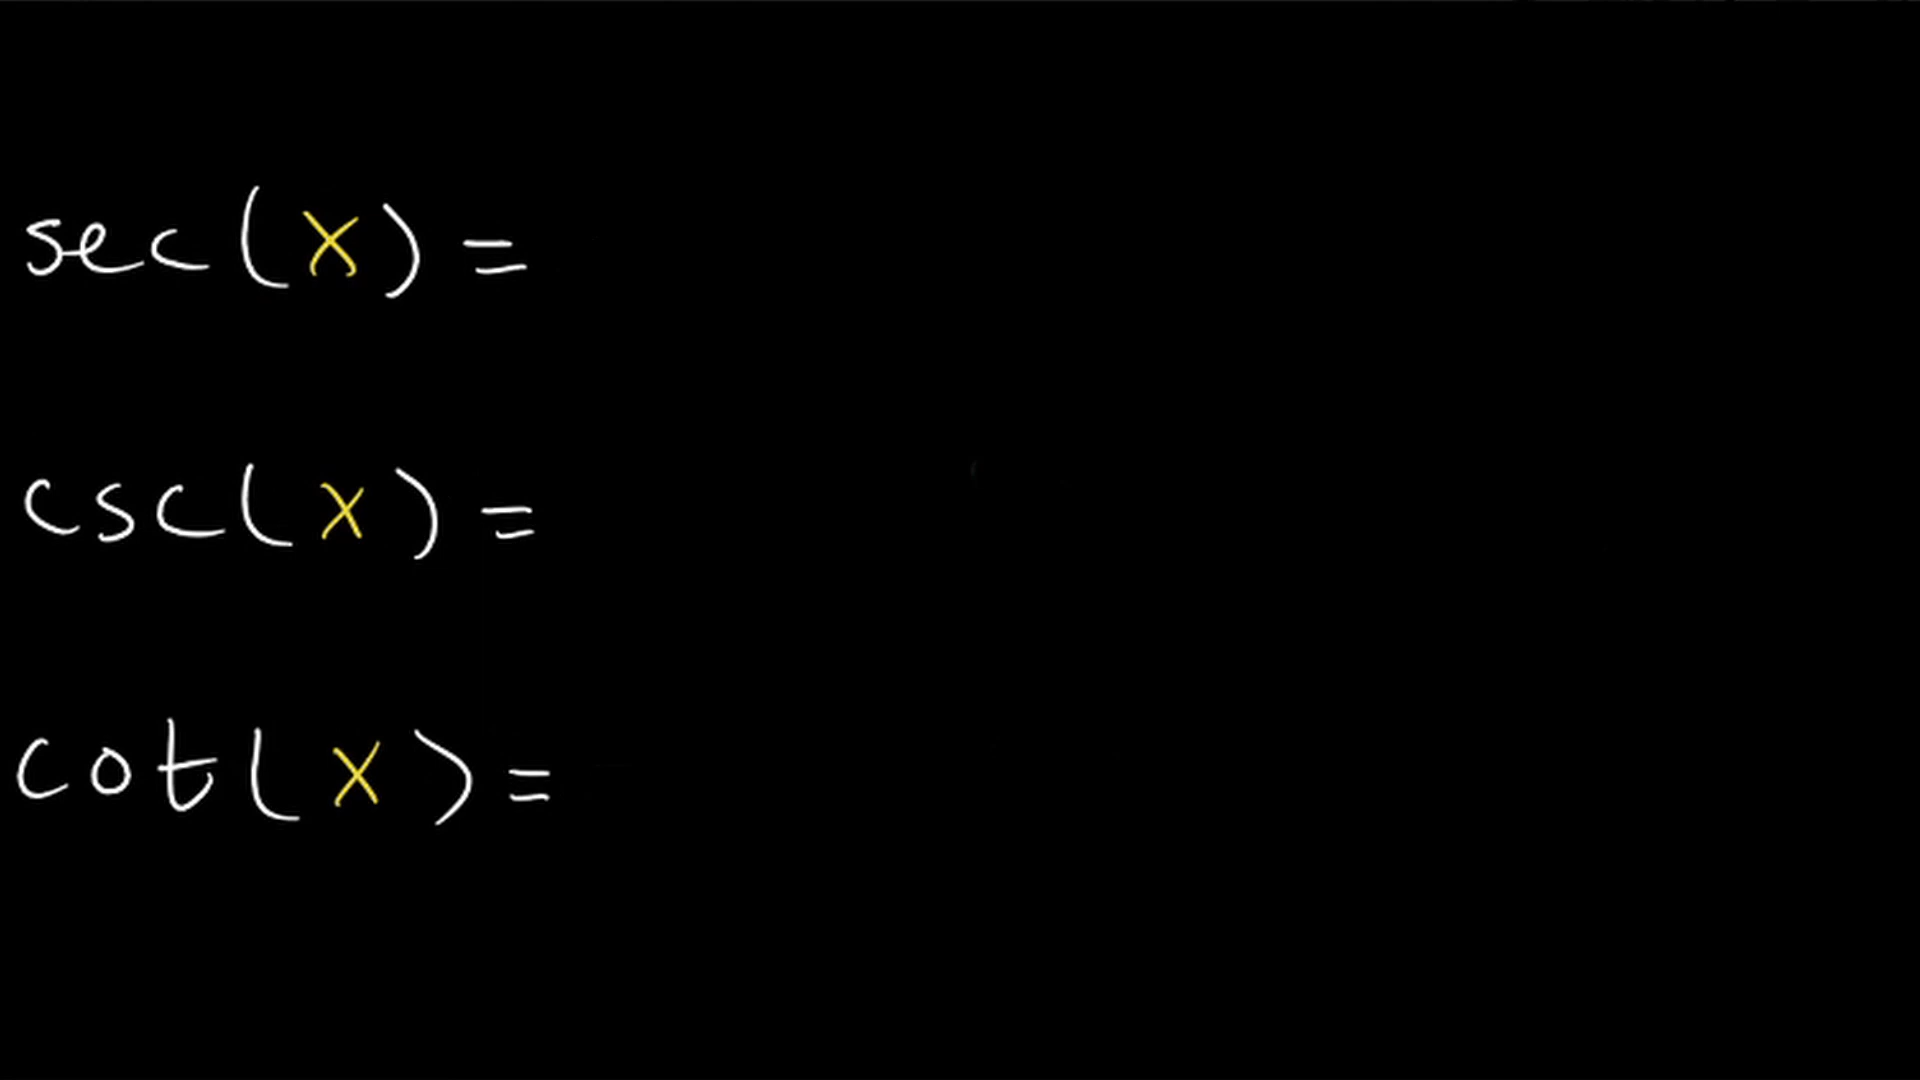 sec(x)=
csc(x)=
cot(x)=